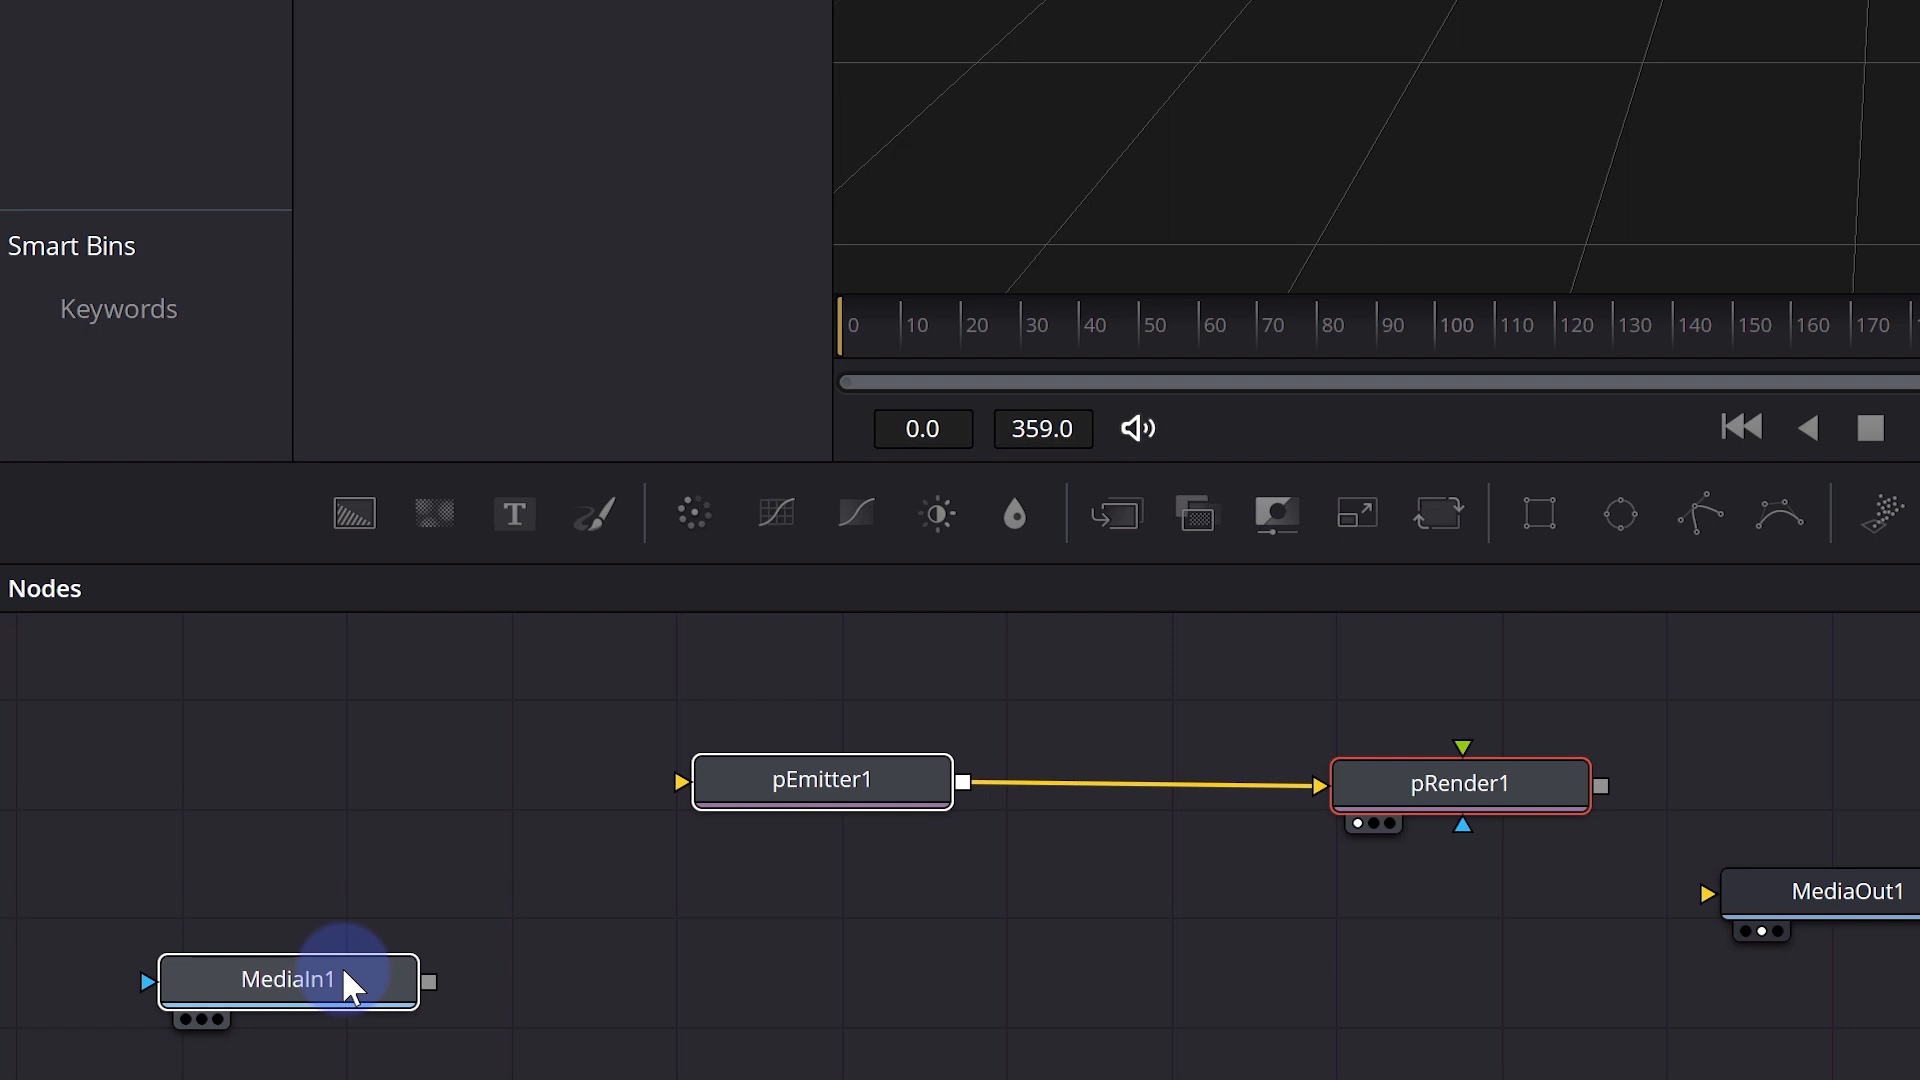 Smart Bins
Keywords
0 10 20 30 40 50 60 70 80 90 100 110 120 130 140 150 160 170
0.0 359.0
T
Nodes
pEmitter1
pRender1
MediaOut1
MediaIn1